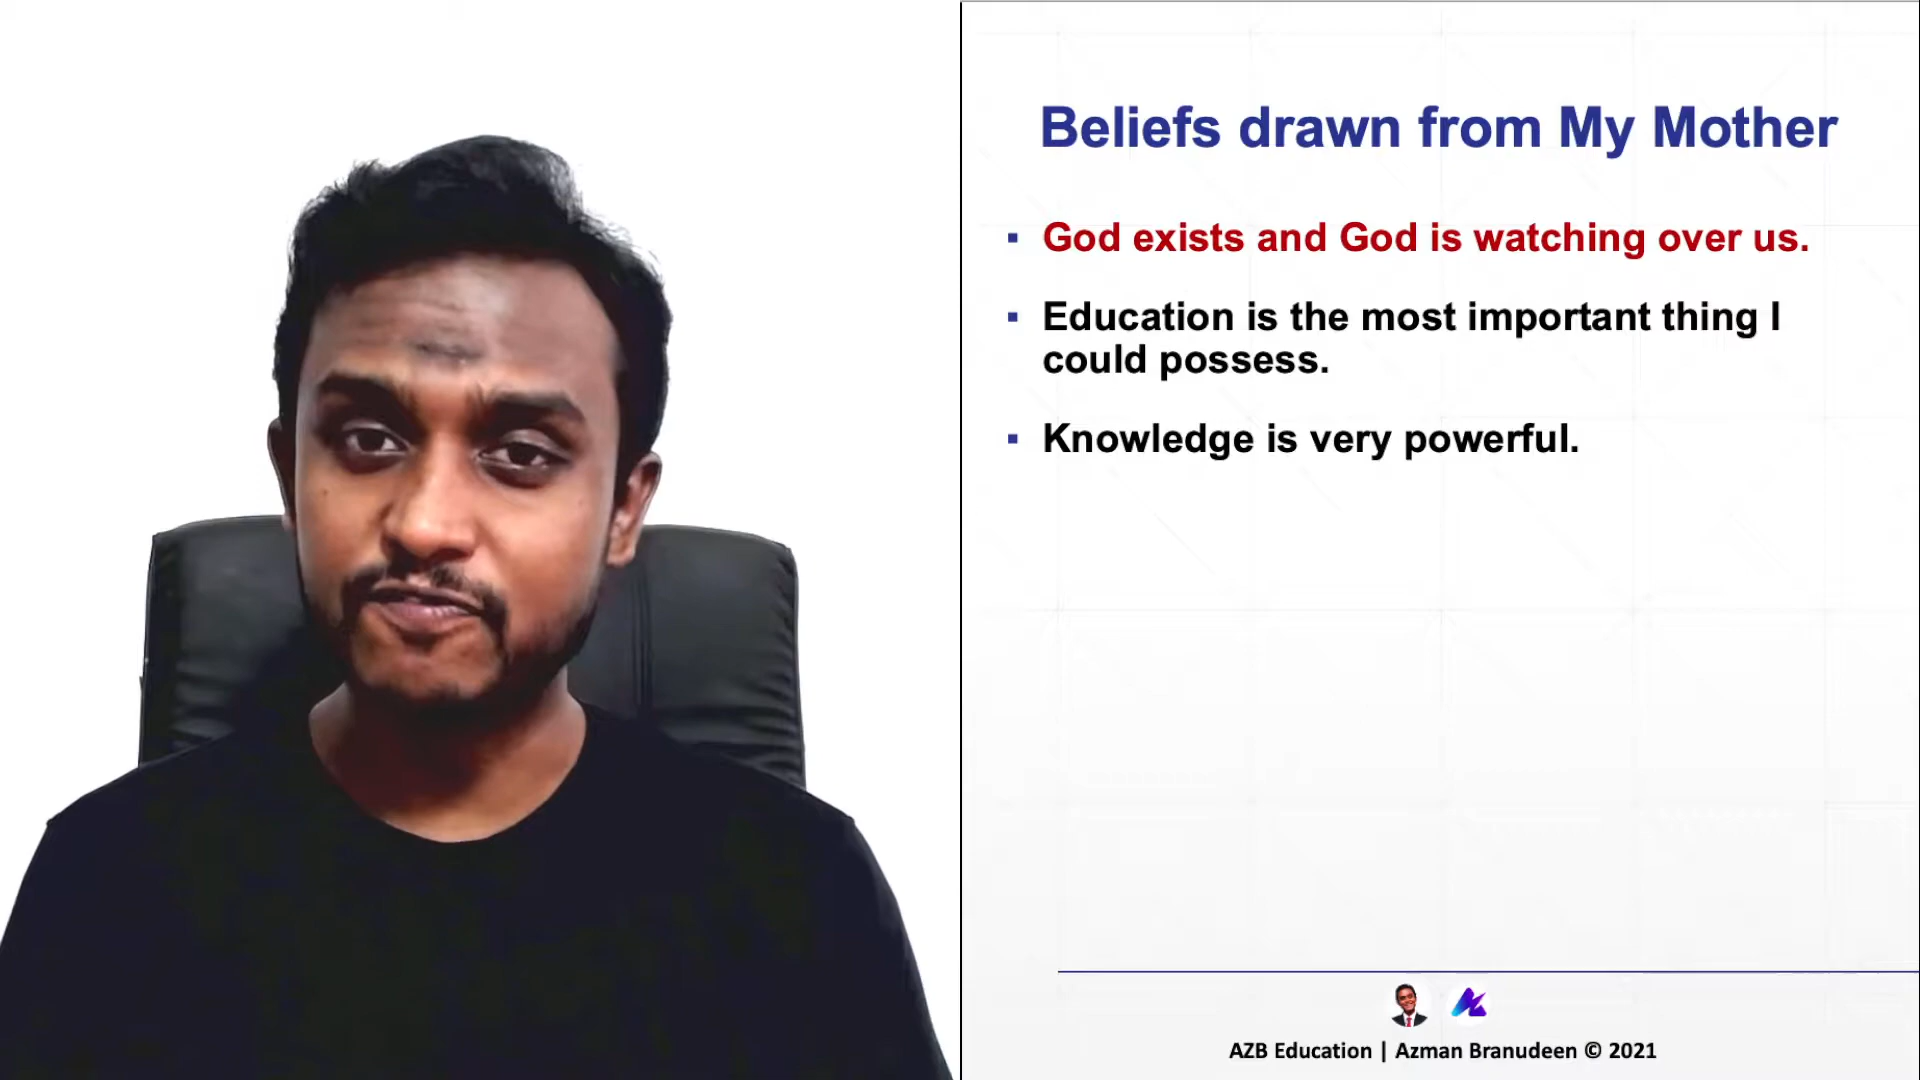 Beliefs drawn from My Mother
▪ God exists and God is watching over us.
▪ Education is the most important thing I
could possess.
▪ Knowledge is very powerful.
AZB Education | Azman Branudeen © 2021